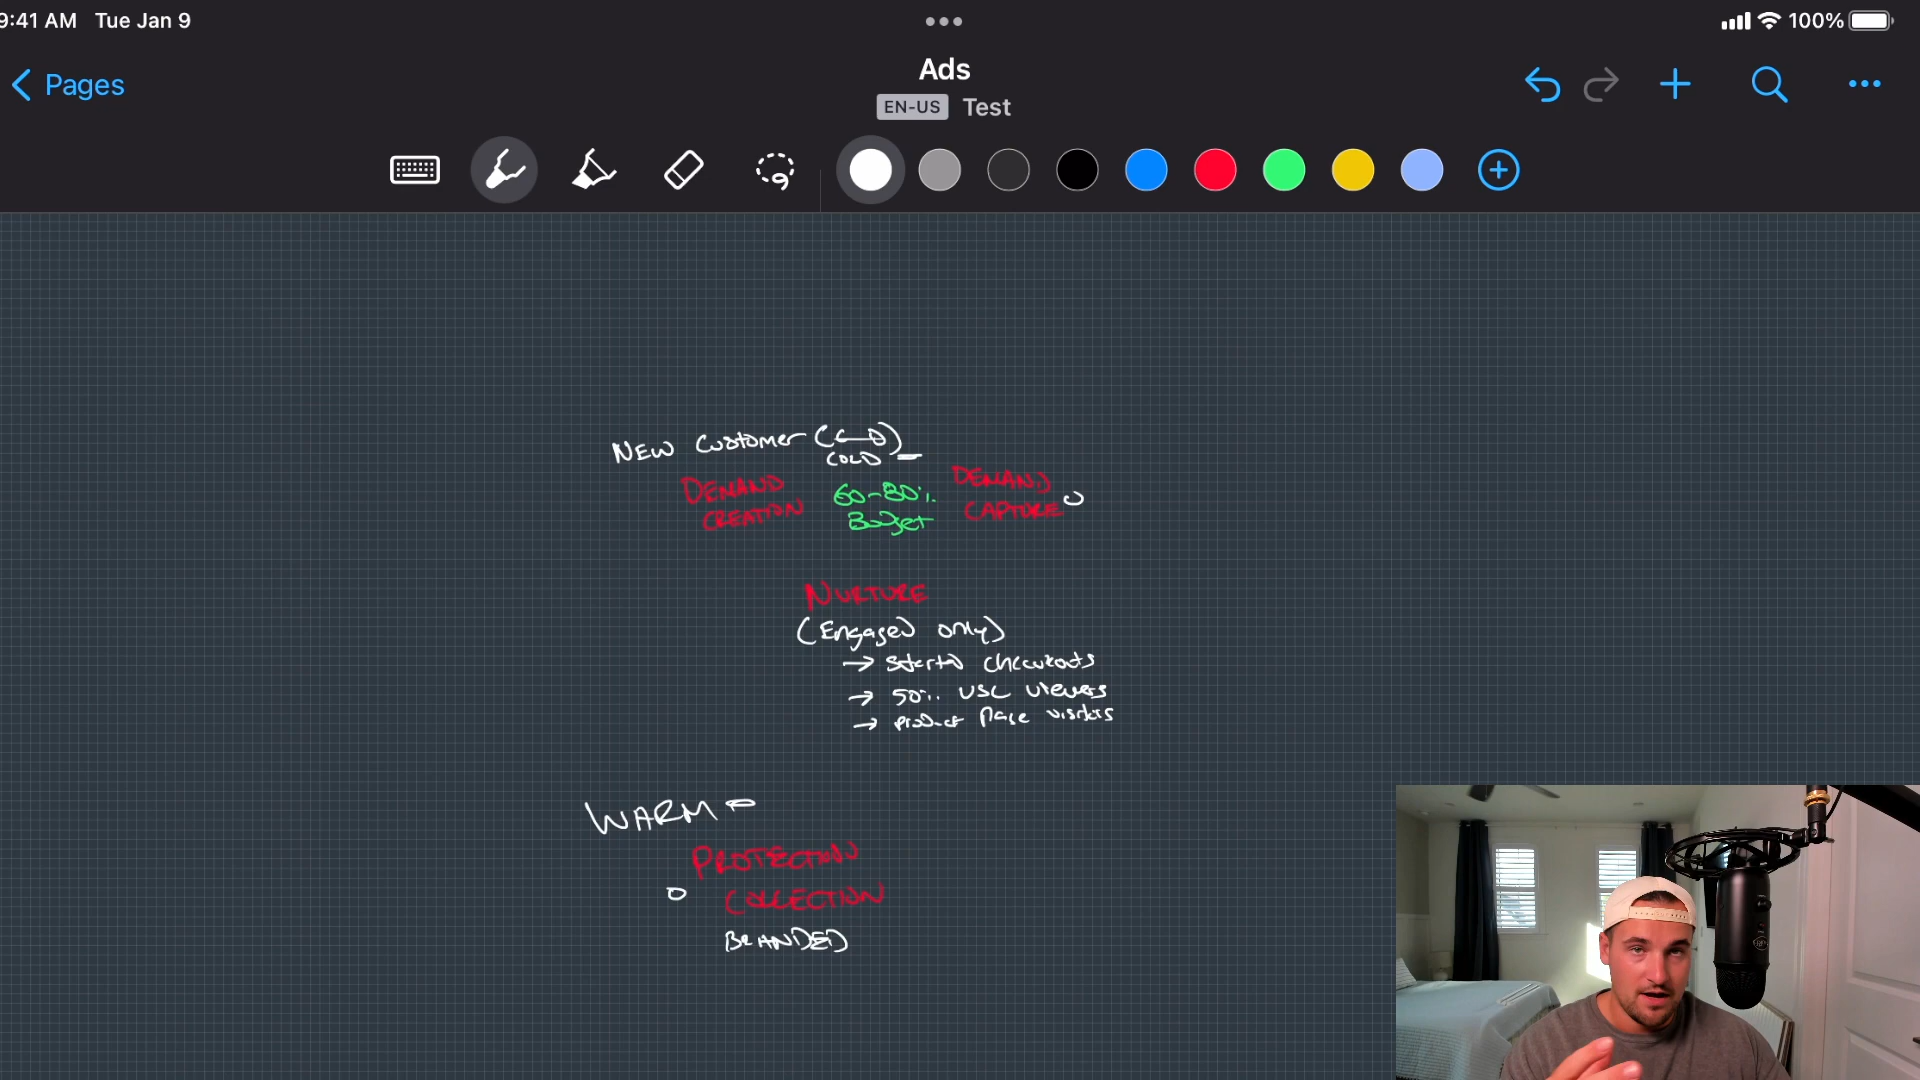 9:41 AM Tue Jan 9
100%
Pages
Ads
EN-US Test
NEW Customer (COLD)
COLD
DEMAND CREATION
60-80% Budget
DEMAND CAPTURE
NURTURE
(Engaged only)
→ started checkouts
→ 50% viewers
→ product page visitors
WARM
PROTECTION
COLLECTION
BRANDED